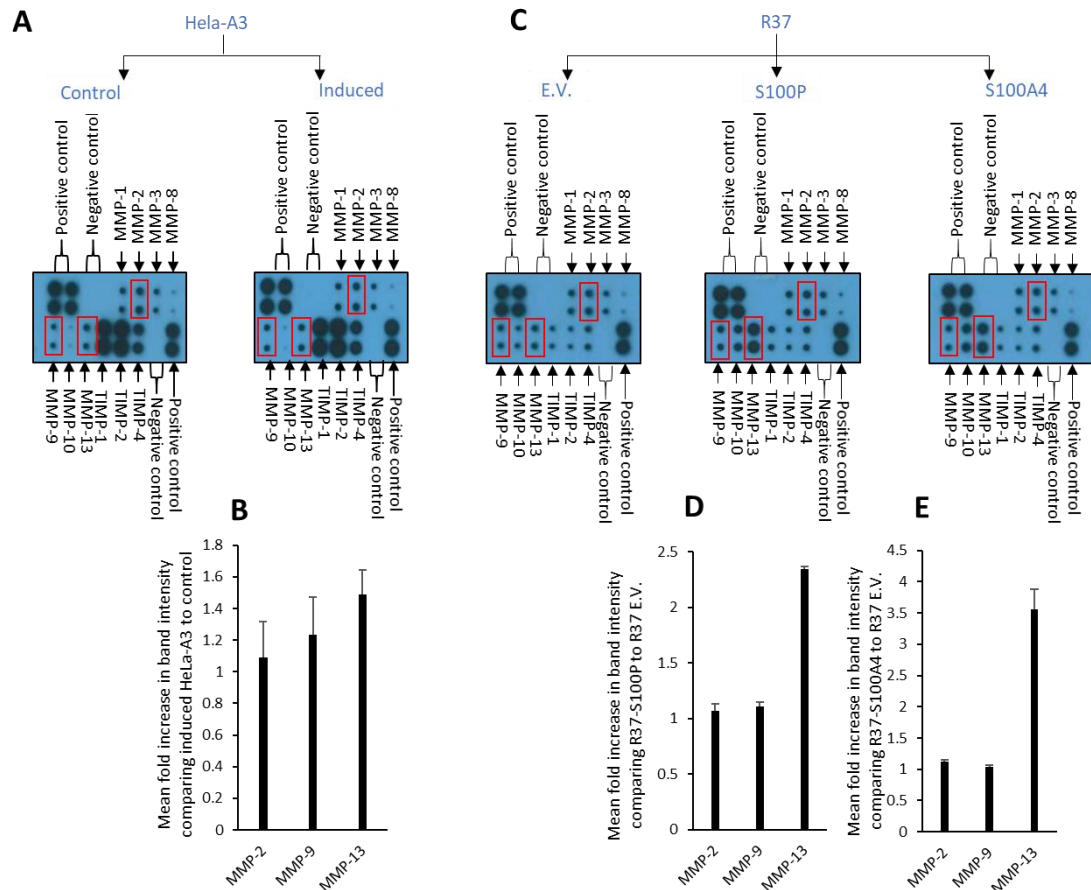 A
Hela-A3
Control
Induced
Positive control
Negative control
MMP-1
MMP-2
MMP-3
MMP-8
Positive control
Negative control
MMP-1
MMP-2
MMP-3
MMP-8
MMP-9
MMP-10
MMP-13
TIMP-1
TIMP-2
TIMP-4
Negative control
Positive control
MMP-9
MMP-10
MMP-13
TIMP-1
TIMP-2
TIMP-4
Negative control
Positive control
B
Mean fold increase in band intensity
comparing induced HeLa-A3 to control
1.8
1.6
1.4
1.2
1
0.8
0.6
0.4
0.2
0
MMP-2
MMP-9
MMP-13
C
R37
E.V.
S100P
S100A4
Positive control
Negative control
MMP-1
MMP-2
MMP-3
MMP-8
Positive control
Negative control
MMP-1
MMP-2
MMP-3
MMP-8
Positive control
Negative control
MMP-1
MMP-2
MMP-3
MMP-8
MMP-9
MMP-10
MMP-13
TIMP-1
TIMP-2
TIMP-4
Negative control
Positive control
MMP-9
MMP-10
MMP-13
TIMP-1
TIMP-2
TIMP-4
Negative control
Positive control
MMP-9
MMP-10
MMP-13
TIMP-1
TIMP-2
TIMP-4
Negative control
Positive control
D
Mean fold increase in band intensity
comparing R37-S100P to R37 E.V.
2.5
2
1.5
1
0.5
0
MMP-2
MMP-9
MMP-13
E
Mean fold increase in band intensity
comparing R37-S100A4 to R37 E.V.
4.5
4
3.5
3
2.5
2
1.5
1
0.5
0
MMP-2
MMP-9
MMP-13